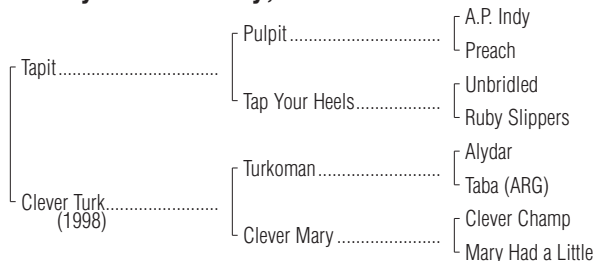 A.P. Indy
Pulpit
Preach
Tapit
Unbridled
Tap Your Heels
Ruby Slippers
Alydar
Turkoman
Taba (ARG)
Clever Turk
(1998)
Clever Champ
Clever Mary
Mary Had a Little